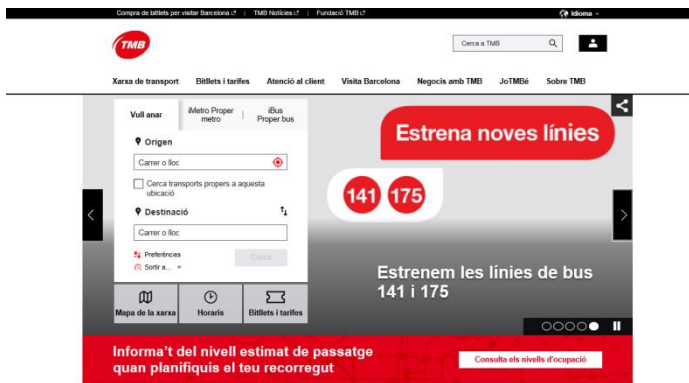 Compra de bitllets per visitar Barcelona | TMB Notícies | Fundació TMB
Idioma
TMB
Cerca a TMB
Xarxa de transport Bitllets i tarifes Atenció al client Visita Barcelona Negocis amb TMB JoTMBé Sobre TMB
Vull anar
iMetro Proper metro
iBus Proper bus
Origen
Carrer o lloc
Cerca transports propers a aquesta
ubicació
Destinació
Carrer o lloc
Preferències
Sortir a...
Cerca
Mapa de la xarxa Horaris Bitllets i tarifes
Estrena noves línies
141 175
Estrenem les línies de bus
141 i 175
Informa't del nivell estimat de passatge
quan planifiquis el teu recorregut
Consulta els nivells d'ocupació